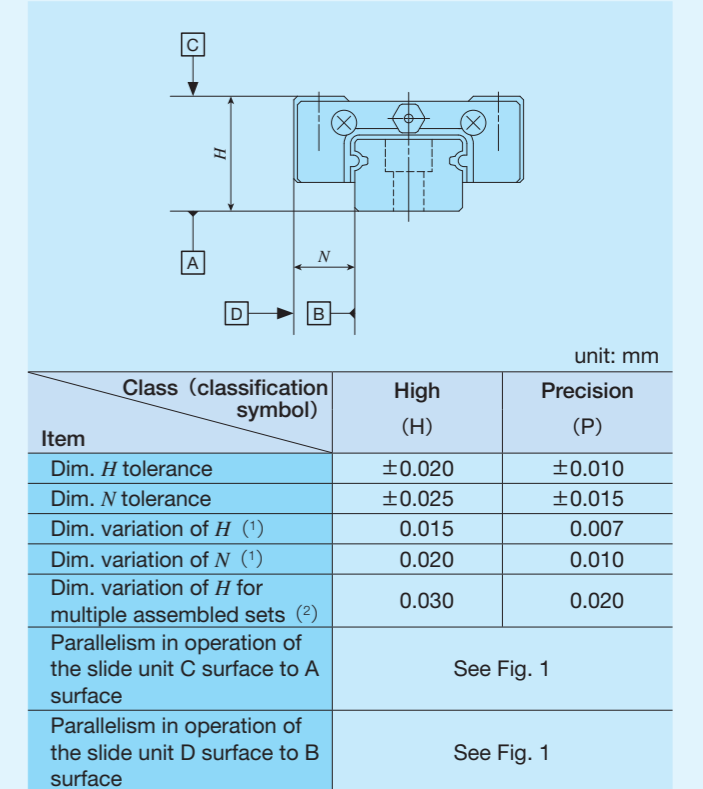 C
H
A
N
D
B
unit: mm
Class（classification
symbol）
Item
High
（H）
Precision
（P）
Dim. H tolerance
±0.020
±0.010
Dim. N tolerance
±0.025
±0.015
Dim. variation of H（¹）
0.015
0.007
Dim. variation of N（¹）
0.020
0.010
Dim. variation of H for
multiple assembled sets（²）
0.030
0.020
Parallelism in operation of
the slide unit C surface to A
surface
See Fig. 1
Parallelism in operation of
the slide unit D surface to B
surface
See Fig. 1